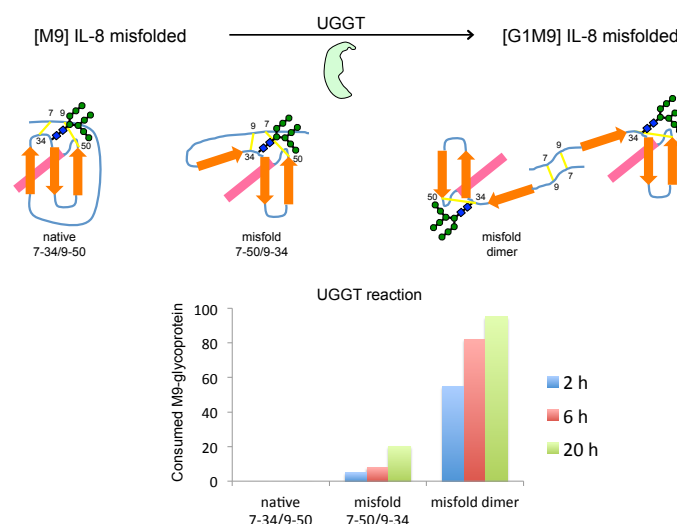 UGGT
[M9] IL-8 misfolded
[G1M9] IL-8 misfolded
7 9
34
50
native
7-34/9-50
9 7
34
50
misfold
7-50/9-34
50
34
9
7
7
9
34
50
misfold
dimer
UGGT reaction
Consumed M9-glycoprotein
100
80
60
40
20
0
native
7-34/9-50
misfold
7-50/9-34
misfold dimer
2 h
6 h
20 h